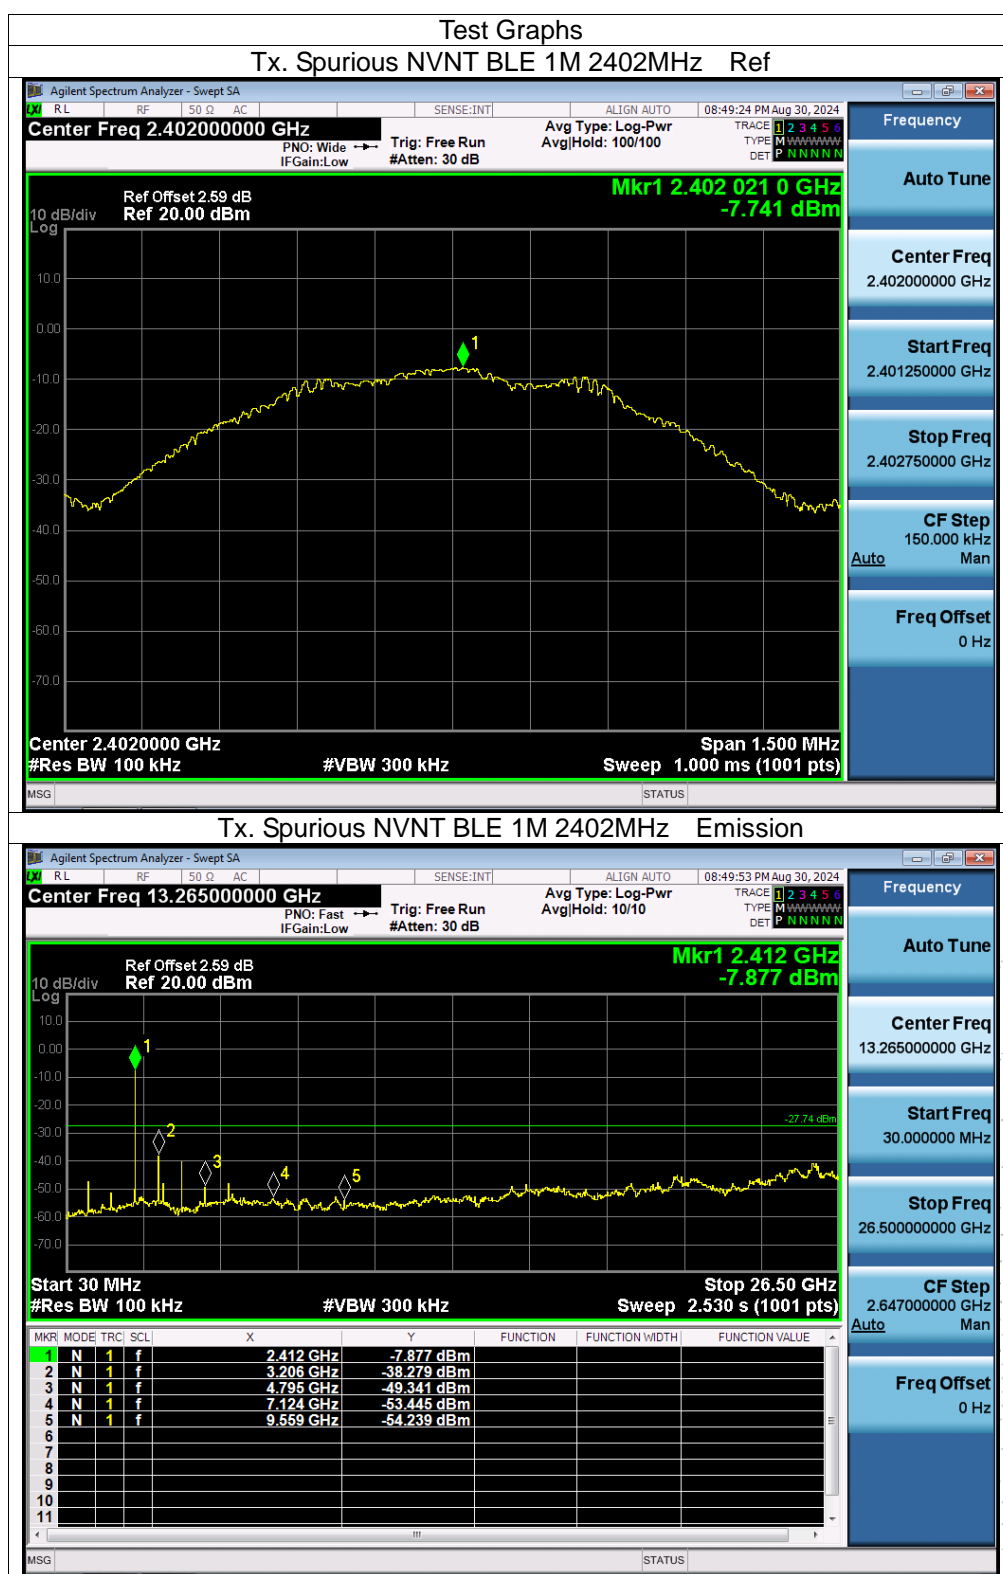 Test Graphs
Tx. Spurious NVNT BLE 1M 2402MHz Ref
Agilent Spectrum Analyzer - Swept SA
LXI RL RF 50 Ω AC SENSE:INT ALIGN AUTO 08:49:24 PM Aug 30, 2024
Center Freq 2.402000000 GHz
PNO: Wide
IFGain:Low
Trig: Free Run
#Atten: 30 dB
Avg Type: Log-Pwr
Avg|Hold: 100/100
TRACE 1 2 3 4 5 6
TYPE M WWWWW
DET P N N N N N
Frequency
Mkr1 2.402 021 0 GHz
-7.741 dBm
Ref Offset 2.59 dB
10 dB/div Ref 20.00 dBm
Log
10.0
0.00
-10.0
-20.0
-30.0
-40.0
-50.0
-60.0
-70.0
1
Center 2.4020000 GHz Span 1.500 MHz
#Res BW 100 kHz #VBW 300 kHz Sweep 1.000 ms (1001 pts)
Auto Tune
Center Freq
2.402000000 GHz
Start Freq
2.401250000 GHz
Stop Freq
2.402750000 GHz
CF Step
150.000 kHz
Auto Man
Freq Offset
0 Hz
MSG STATUS
Tx. Spurious NVNT BLE 1M 2402MHz Emission
Agilent Spectrum Analyzer - Swept SA
LXI RL RF 50 Ω AC SENSE:INT ALIGN AUTO 08:49:53 PM Aug 30, 2024
Center Freq 13.265000000 GHz
PNO: Fast
IFGain:Low
Trig: Free Run
#Atten: 30 dB
Avg Type: Log-Pwr
Avg|Hold: 10/10
TRACE 1 2 3 4 5 6
TYPE M WWWWW
DET P N N N N N
Frequency
Mkr1 2.412 GHz
-7.877 dBm
Ref Offset 2.59 dB
10 dB/div Ref 20.00 dBm
Log
10.0
0.00
-10.0
-20.0
-30.0
-40.0
-50.0
-60.0
-70.0
1
2
3
4
5
-27.74 dBm
Start 30 MHz Stop 26.50 GHz
#Res BW 100 kHz #VBW 300 kHz Sweep 2.530 s (1001 pts)
MKR MODE TRC SCL X Y FUNCTION FUNCTION WIDTH FUNCTION VALUE
1 N 1 f 2.412 GHz -7.877 dBm
2 N 1 f 3.206 GHz -38.279 dBm
3 N 1 f 4.795 GHz -49.341 dBm
4 N 1 f 7.124 GHz -53.445 dBm
5 N 1 f 9.559 GHz -54.239 dBm
6
7
8
9
10
11
Auto Tune
Center Freq
13.265000000 GHz
Start Freq
30.000000 MHz
Stop Freq
26.500000000 GHz
CF Step
2.647000000 GHz
Auto Man
Freq Offset
0 Hz
MSG STATUS